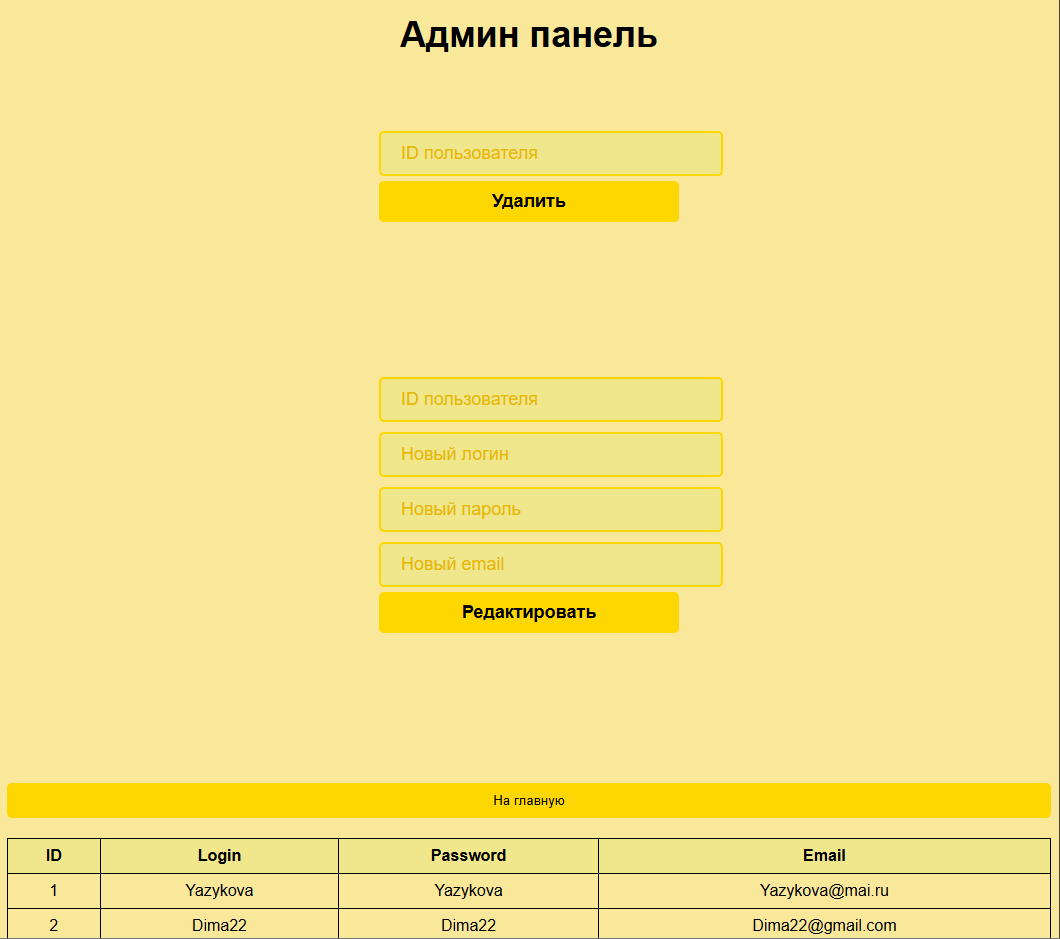 Админ панель
ID пользователя
Удалить
ID пользователя
Новый логин
Новый пароль
Новый email
Редактировать
На главную
ID Login Password Email
1 Yazykova Yazykova Yazykova@mai.ru
2 Dima22 Dima22 Dima22@gmail.com